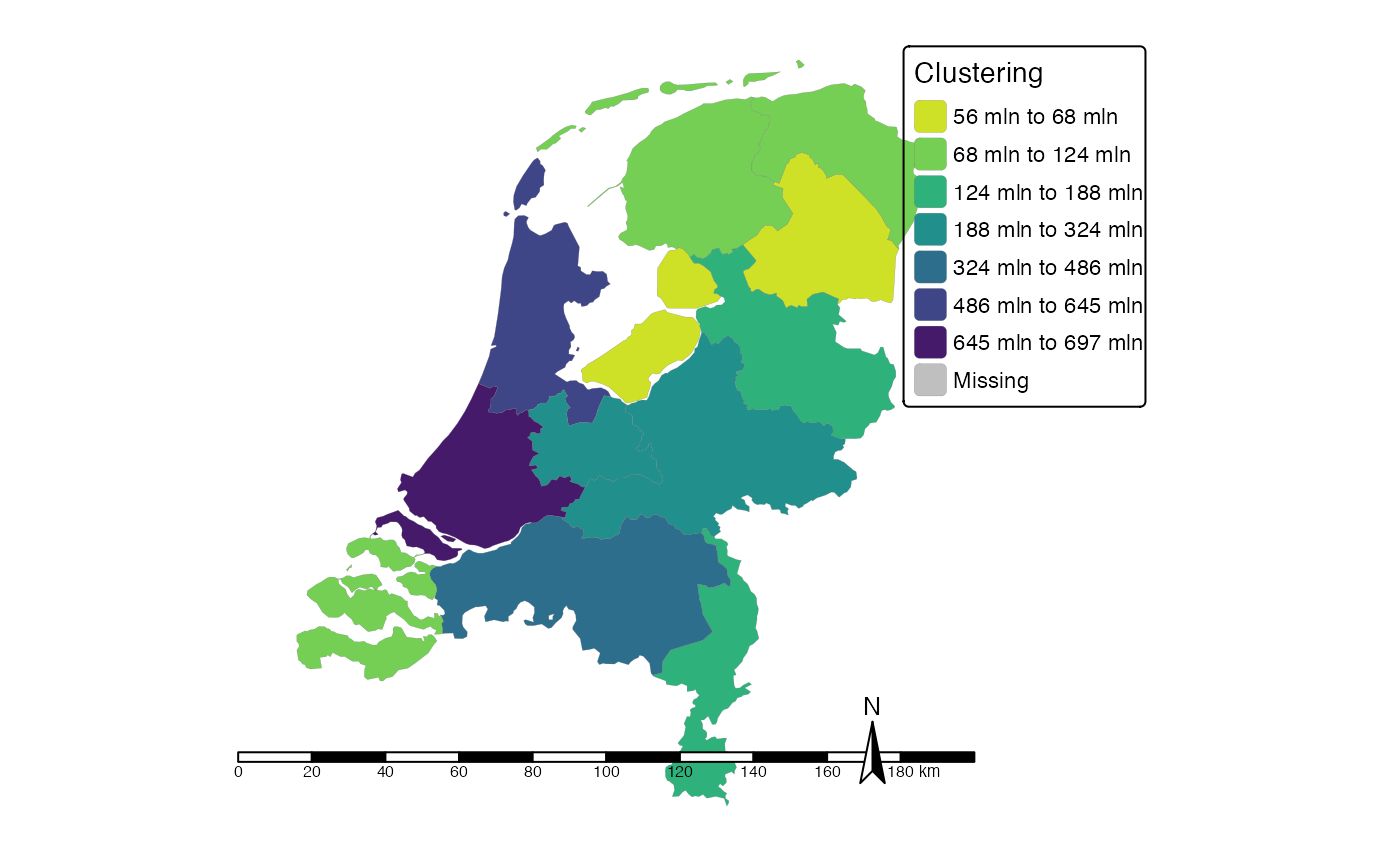 Clustering
56 mln to 68 mln
68 mln to 124 mln
124 mln to 188 mln
188 mln to 324 mln
324 mln to 486 mln
486 mln to 645 mln
645 mln to 697 mln
Missing
N
0 20 40 60 80 100 120 140 160 180 km